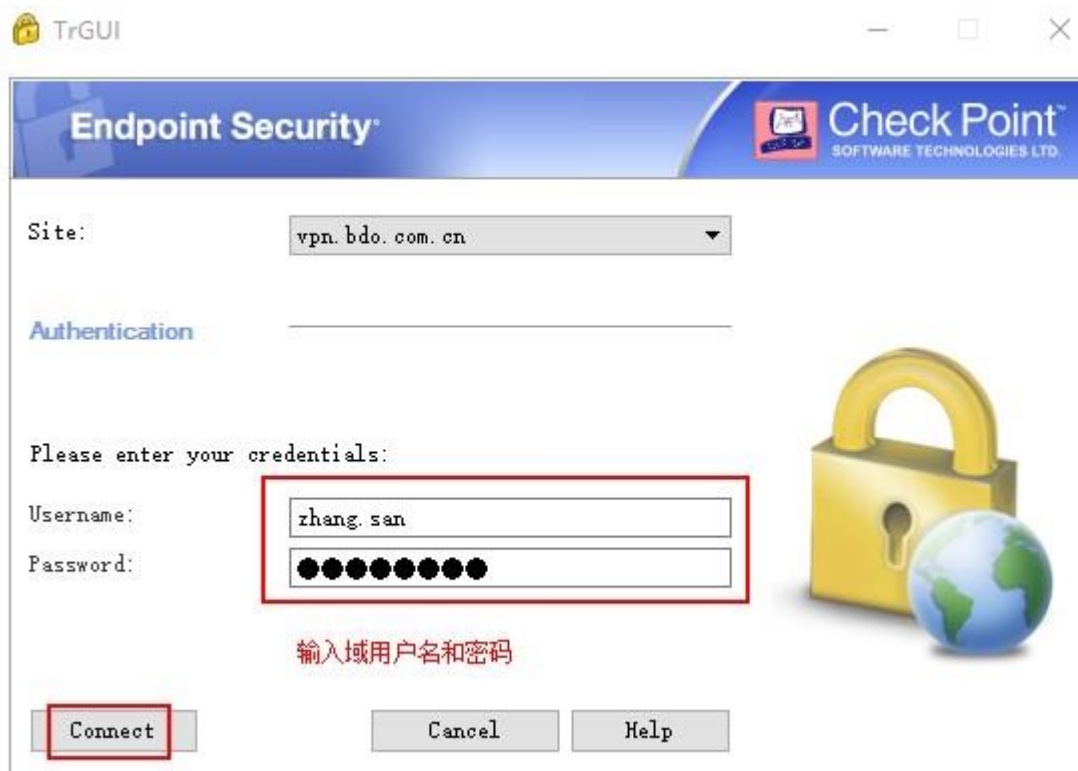 TrGUI
Endpoint Security
Check Point™
SOFTWARE TECHNOLOGIES LTD.
Site:
vpn.bdo.com.cn
Authentication
Please enter your credentials:
Username:
zhang.san
Password:
●●●●●●●●
输入域用户名和密码
Connect
Cancel
Help